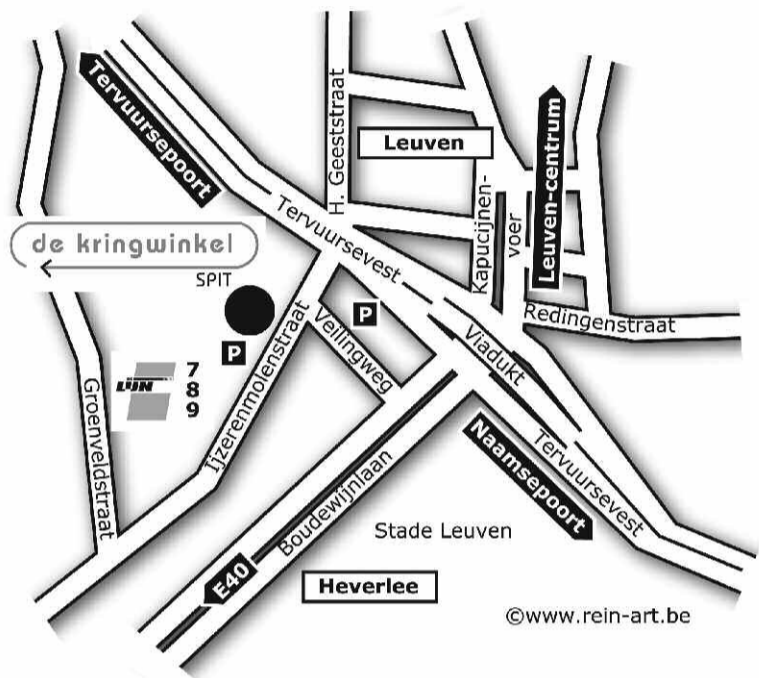 Tervuursepoort
H. Geeststraat
Leuven
Leuven-centrum
Kapucijnen-
voer
Tervuursevest
de kringwinkel
SPIT
P
P
Veilingweg
Viadukt
Redingenstraat
LIJN
7
8
9
Groenveldstraat
Ijzerenmolenstraat
Naamsepoort
Tervuursevest
Boudewijnlaan
Stade Leuven
E40
Heverlee
©www.rein-art.be